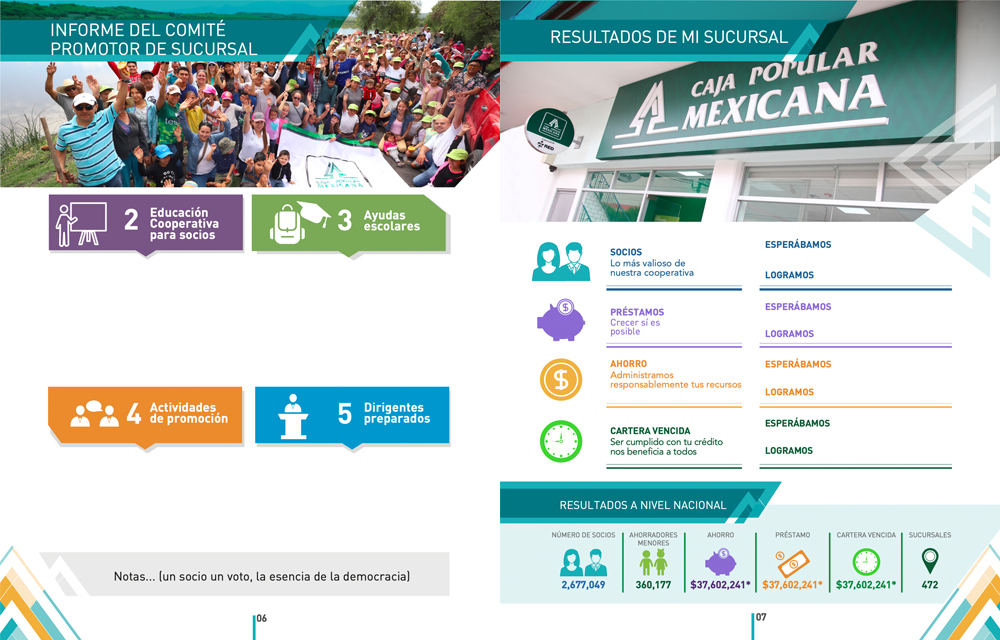 INFORME DEL COMITÉ
PROMOTOR DE SUCURSAL
CAJA POPULAR
MEXICANA
2 Educación
Cooperativa
para socios
3 Ayudas
escolares
4 Actividades
de promoción
5 Dirigentes
preparados
Notas... (un socio un voto, la esencia de la democracia)
06
RESULTADOS DE MI SUCURSAL
CAJA POPULAR
MEXICANA
RED
SOCIOS
Lo más valioso de
nuestra cooperativa
ESPERÁBAMOS
LOGRAMOS
PRÉSTAMOS
Crecer sí es
posible
ESPERÁBAMOS
LOGRAMOS
AHORRO
Administramos
responsablemente tus recursos
ESPERÁBAMOS
LOGRAMOS
CARTERA VENCIDA
Ser cumplido con tu crédito
nos beneficia a todos
ESPERÁBAMOS
LOGRAMOS
RESULTADOS A NIVEL NACIONAL
NÚMERO DE SOCIOS
2,677,049
AHORRADORES
MENORES
360,177
AHORRO
$37,602,241*
PRÉSTAMO
$37,602,241*
CARTERA VENCIDA
$37,602,241*
SUCURSALES
472
07